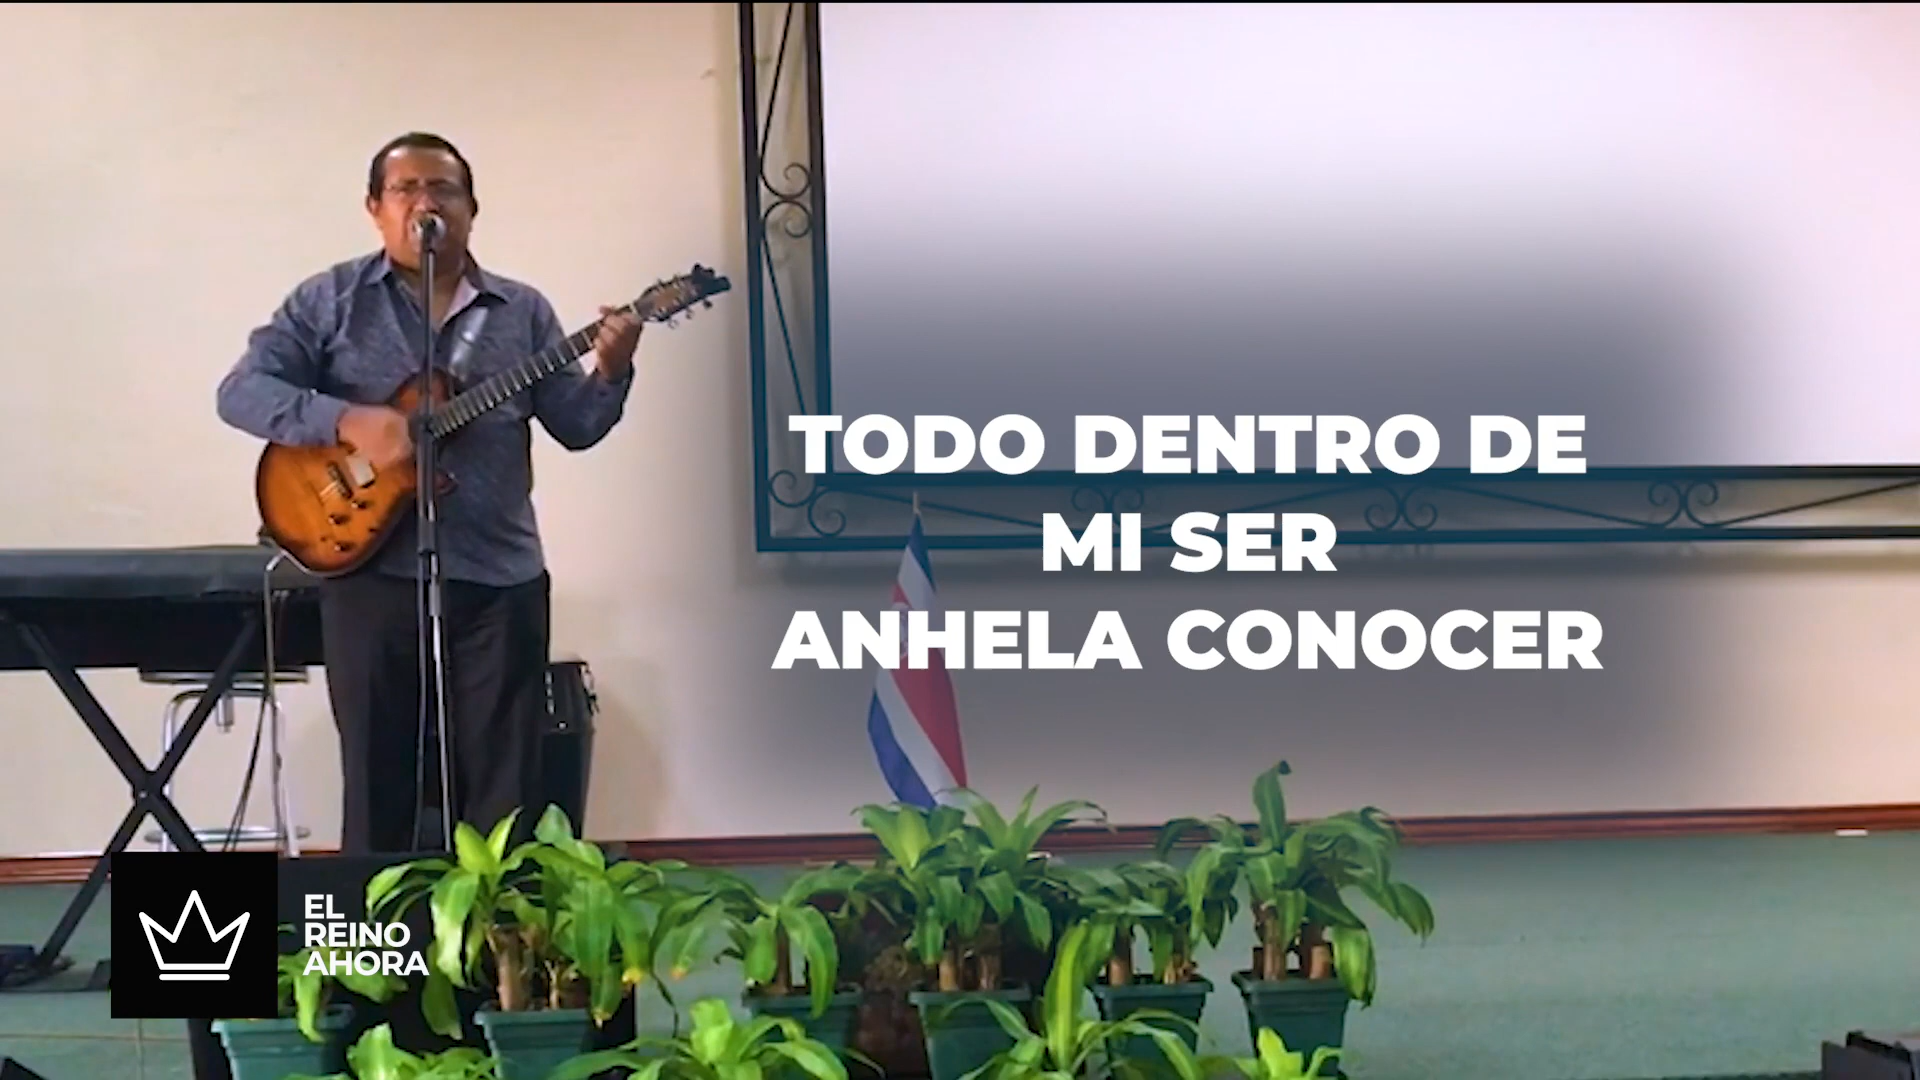 TODO DENTRO DE
MI SER
ANHELA CONOCER
EL
REINO
AHORA